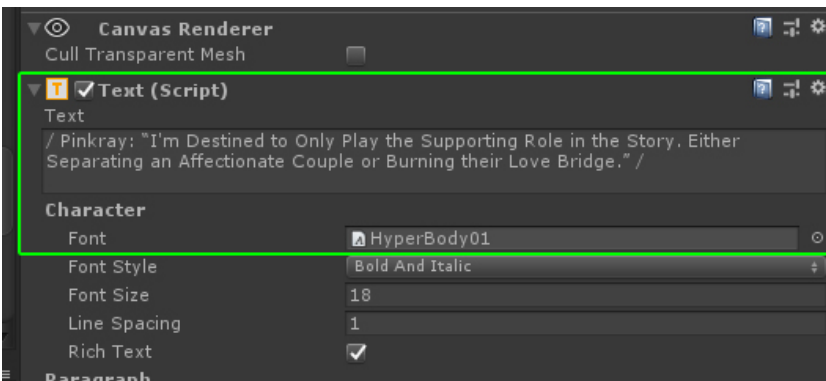 Canvas Renderer
Cull Transparent Mesh
Text (Script)
Text
/ Pinkray: “I'm Destined to Only Play the Supporting Role in the Story. Either
Separating an Affectionate Couple or Burning their Love Bridge.” /
Character
Font HyperBody01
Font Style Bold And Italic
Font Size 18
Line Spacing 1
Rich Text
Paragraph